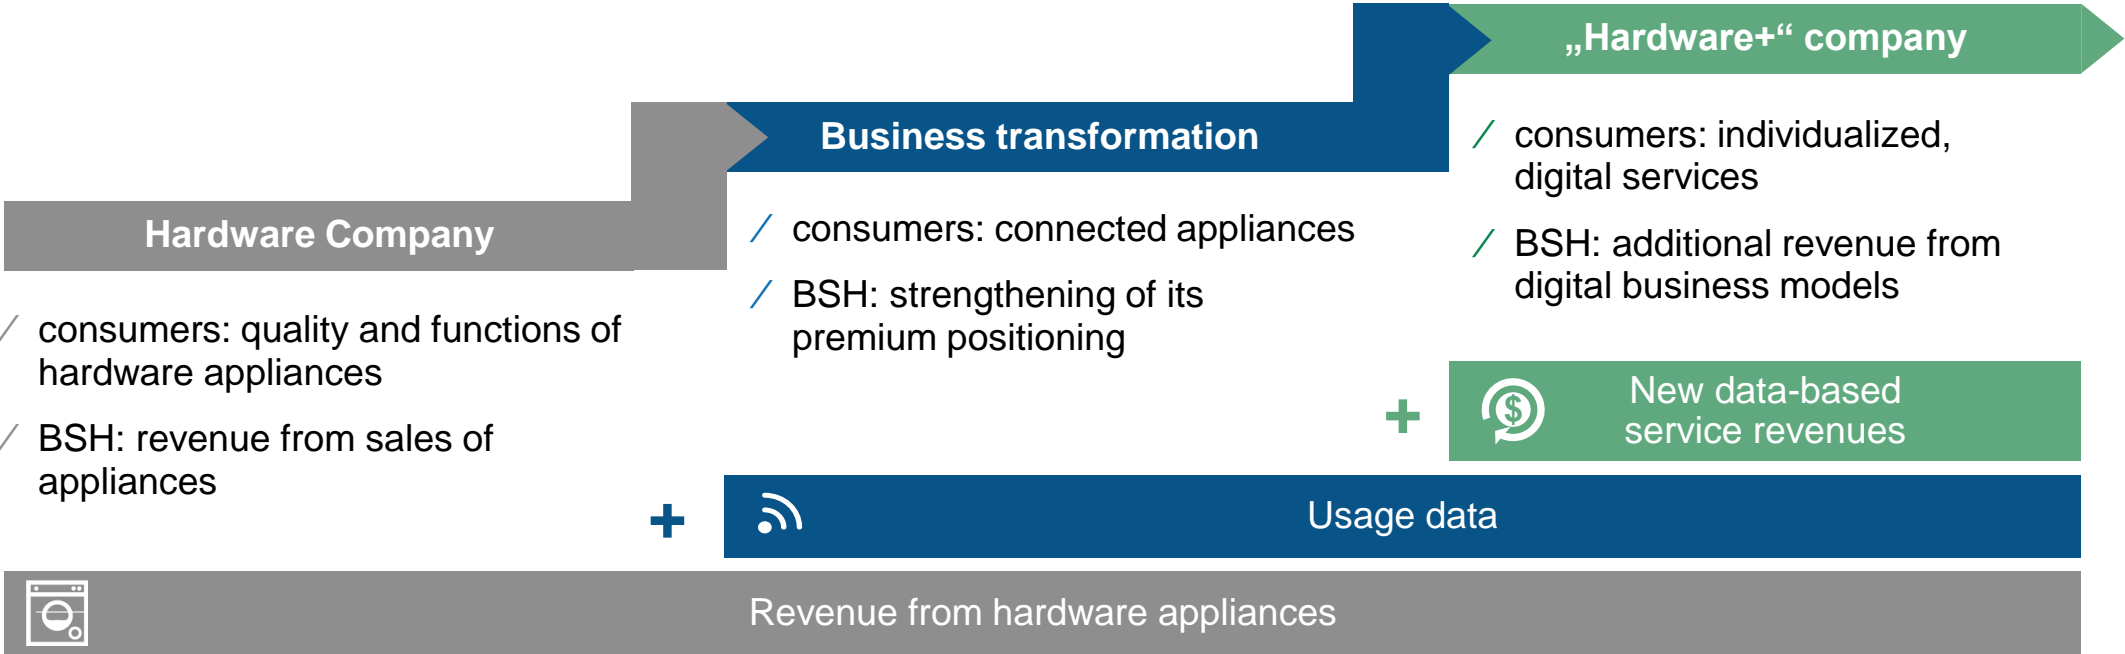 Hardware Company
⁄ consumers: quality and functions of
hardware appliances
⁄ BSH: revenue from sales of
appliances
Business transformation
⁄ consumers: connected appliances
⁄ BSH: strengthening of its
premium positioning
„Hardware+“ company
⁄ consumers: individualized,
digital services
⁄ BSH: additional revenue from
digital business models
+
$
New data-based
service revenues
+
Usage data
Revenue from hardware appliances